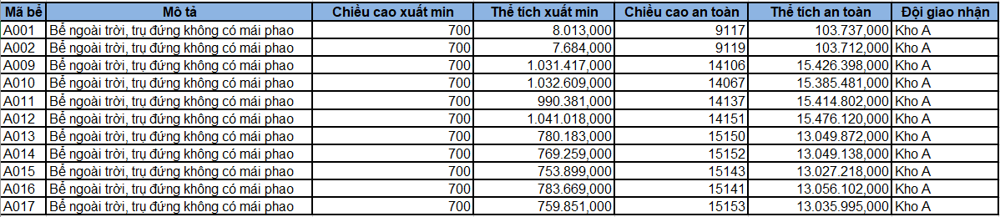 Mã bể Mô tả Chiều cao xuất min Thể tích xuất min Chiều cao an toàn Thể tích an toàn Đội giao nhận
A001 Bể ngoài trời, trụ đứng không có mái phao 700 8.013,000 9117 103.737,000 Kho A
A002 Bể ngoài trời, trụ đứng không có mái phao 700 7.684,000 9119 103.712,000 Kho A
A009 Bể ngoài trời, trụ đứng không có mái phao 700 1.031.417,000 14106 15.426.398,000 Kho A
A010 Bể ngoài trời, trụ đứng không có mái phao 700 1.032.609,000 14067 15.385.481,000 Kho A
A011 Bể ngoài trời, trụ đứng không có mái phao 700 990.381,000 14137 15.414.802,000 Kho A
A012 Bể ngoài trời, trụ đứng không có mái phao 700 1.041.018,000 14151 15.476.120,000 Kho A
A013 Bể ngoài trời, trụ đứng không có mái phao 700 780.183,000 15150 13.049.872,000 Kho A
A014 Bể ngoài trời, trụ đứng không có mái phao 700 769.259,000 15152 13.049.138,000 Kho A
A015 Bể ngoài trời, trụ đứng không có mái phao 700 753.899,000 15143 13.027.218,000 Kho A
A016 Bể ngoài trời, trụ đứng không có mái phao 700 783.669,000 15141 13.056.102,000 Kho A
A017 Bể ngoài trời, trụ đứng không có mái phao 700 759.851,000 15153 13.035.995,000 Kho A